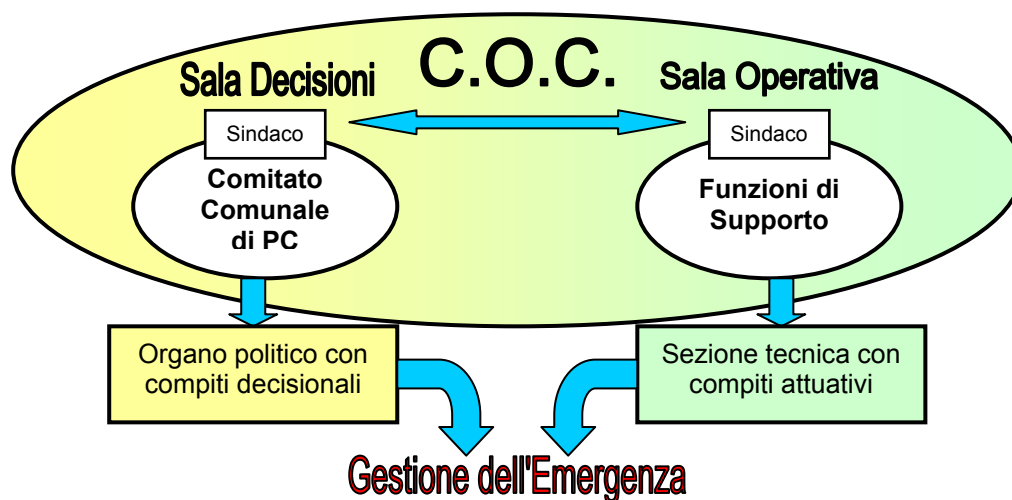 C.O.C.
Sala Decisioni
Sala Operativa
Sindaco
Sindaco
Comitato
Comunale
di PC
Funzioni di
Supporto
Organo politico con
compiti decisionali
Sezione tecnica con
compiti attuativi
Gestione dell'Emergenza